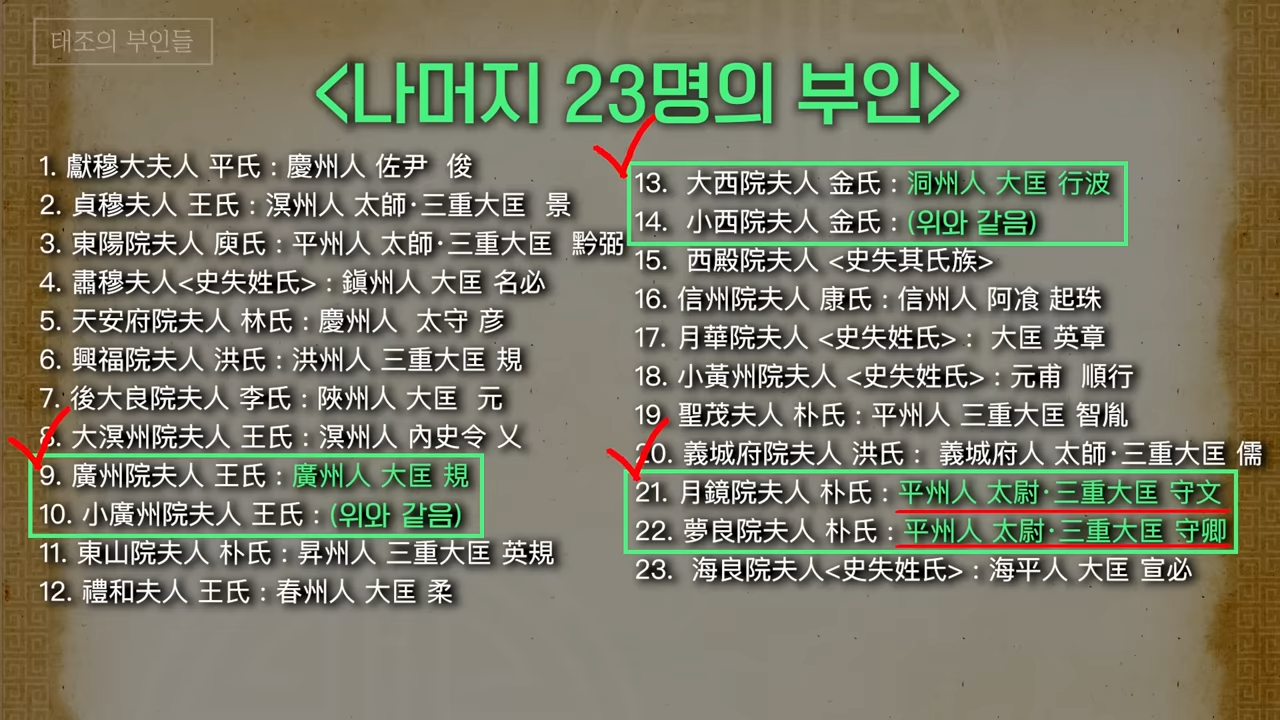 태조의 부인들
<나머지 23명의 부인>
1. 獻穆大夫人 平氏 : 慶州人 佐尹 俊
2. 貞穆夫人 王氏 : 溟州人 太師·三重大匡 景
3. 東陽院夫人 庾氏 : 平州人 太師·三重大匡 黔弼
4. 肅穆夫人<史失姓氏> : 鎭州人 大匡 名必
5. 天安府院夫人 林氏 : 慶州人 太守 彦
6. 興福院夫人 洪氏 : 洪州人 三重大匡 規
7. 後大良院夫人 李氏 : 陜州人 大匡 元
8. 大溟州院夫人 王氏 : 溟州人 內史令 乂
9. 廣州院夫人 王氏 : 廣州人 大匡 規
10. 小廣州院夫人 王氏 : (위와 같음)
11. 東山院夫人 朴氏 : 昇州人 三重大匡 英規
12. 禮和夫人 王氏 : 春州人 大匡 柔
13. 大西院夫人 金氏 : 洞州人 大匡 行波
14. 小西院夫人 金氏 : (위와 같음)
15. 西殿院夫人 <史失其氏族>
16. 信州院夫人 康氏 : 信州人 阿飡 起珠
17. 月華院夫人 <史失姓氏> : 大匡 英章
18. 小黃州院夫人 <史失姓氏> : 元甫 順行
19. 聖茂夫人 朴氏 : 平州人 三重大匡 智胤
20. 義城府院夫人 洪氏 : 義城府人 太師·三重大匡 儒
21. 月鏡院夫人 朴氏 : 平州人 太尉·三重大匡 守文
22. 夢良院夫人 朴氏 : 平州人 太尉·三重大匡 守卿
23. 海良院夫人<史失姓氏> : 海平人 大匡 宣必